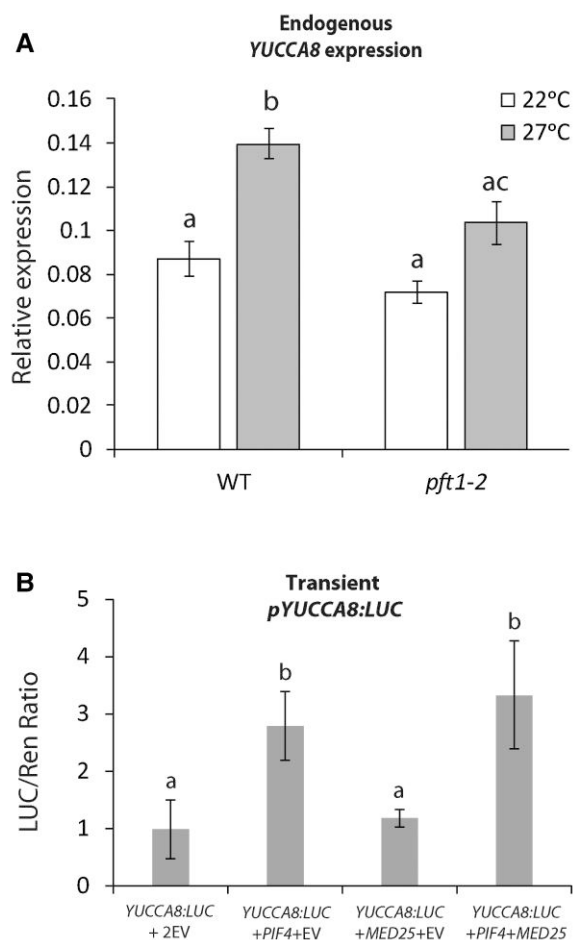 A
Endogenous
YUCCA8 expression
22°C
27°C
Relative expression
0.16
0.14
0.12
0.1
0.08
0.06
0.04
0.02
0
a
b
a
ac
WT
pft1-2
B
Transient
pYUCCA8:LUC
LUC/Ren Ratio
5
4
3
2
1
0
a
b
a
b
YUCCA8:LUC
+ 2EV
YUCCA8:LUC
+PIF4+EV
YUCCA8:LUC
+MED25+EV
YUCCA8:LUC
+PIF4+MED25